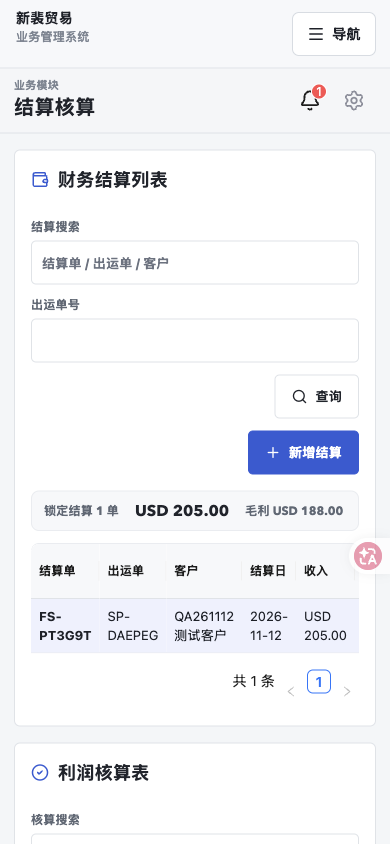 新裴贸易
业务管理系统
导航
业务模块
结算核算
1
财务结算列表
结算搜索
结算单 / 出运单 / 客户
出运单号
查询
新增结算
锁定结算 1 单 USD 205.00 毛利 USD 188.00
结算单 出运单 客户 结算日 收入
FS- SP- QA261112 2026- USD
PT3G9T DAEPEG 测试客户 11-12 205.00
共 1 条 1
利润核算表
核算搜索